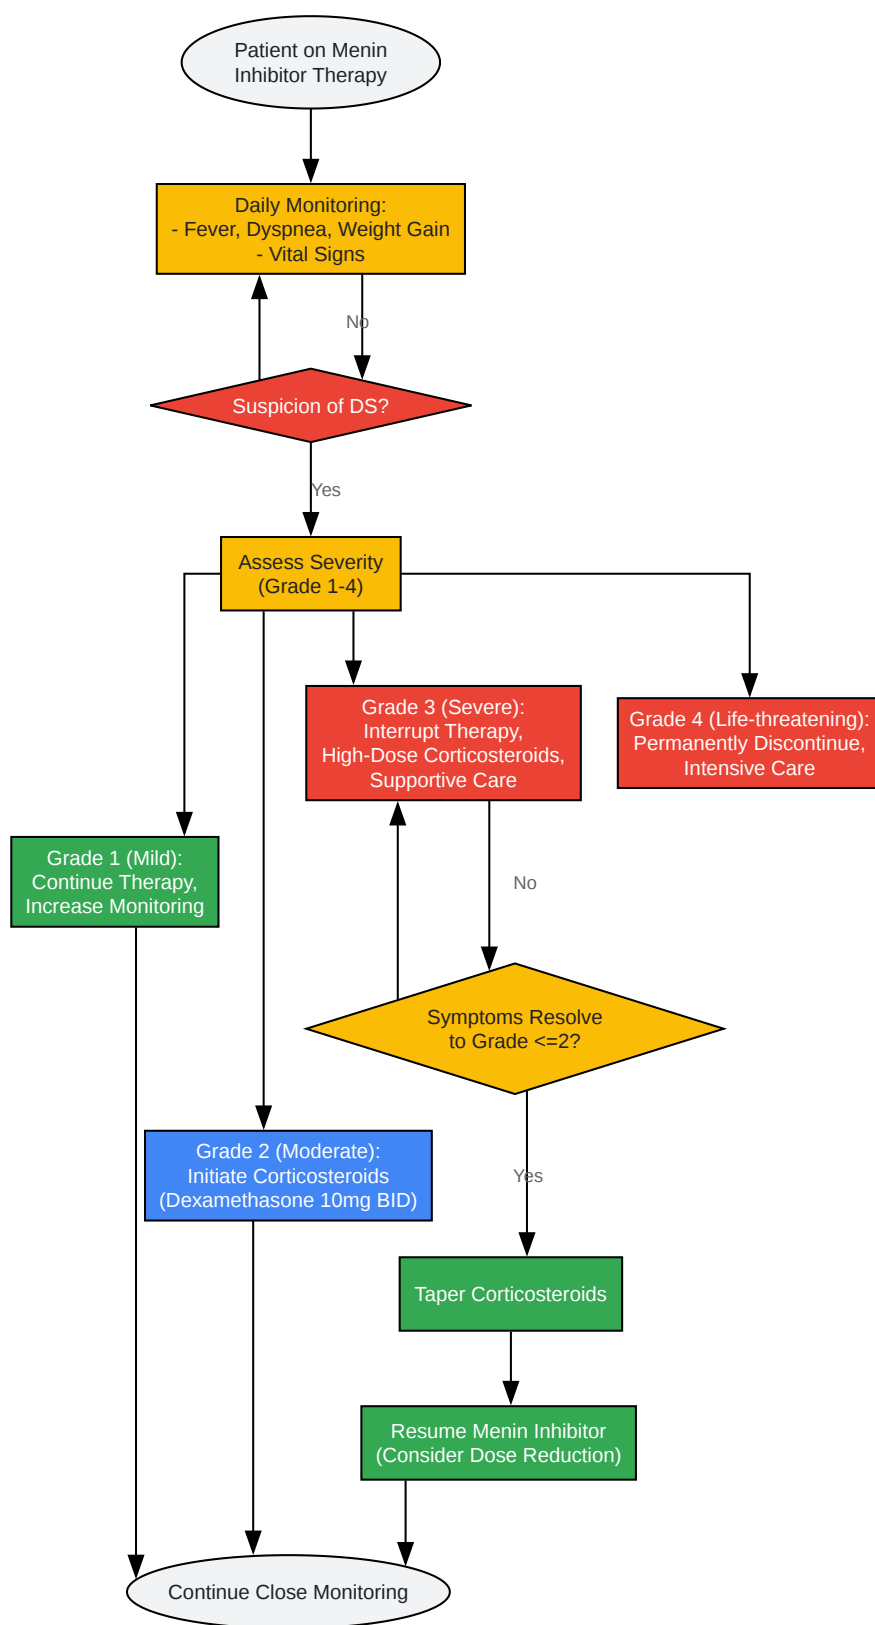 Patient on Menin
Inhibitor Therapy
Daily Monitoring:
- Fever, Dyspnea, Weight Gain
- Vital Signs
No
Suspicion of DS?
Yes
Assess Severity
(Grade 1-4)
Grade 3 (Severe):
Interrupt Therapy,
High-Dose Corticosteroids,
Supportive Care
Grade 4 (Life-threatening):
Permanently Discontinue,
Intensive Care
Grade 1 (Mild):
Continue Therapy,
Increase Monitoring
No
Symptoms Resolve
to Grade <=2?
Grade 2 (Moderate):
Initiate Corticosteroids
(Dexamethasone 10mg BID)
Yes
Taper Corticosteroids
Resume Menin Inhibitor
(Consider Dose Reduction)
Continue Close Monitoring